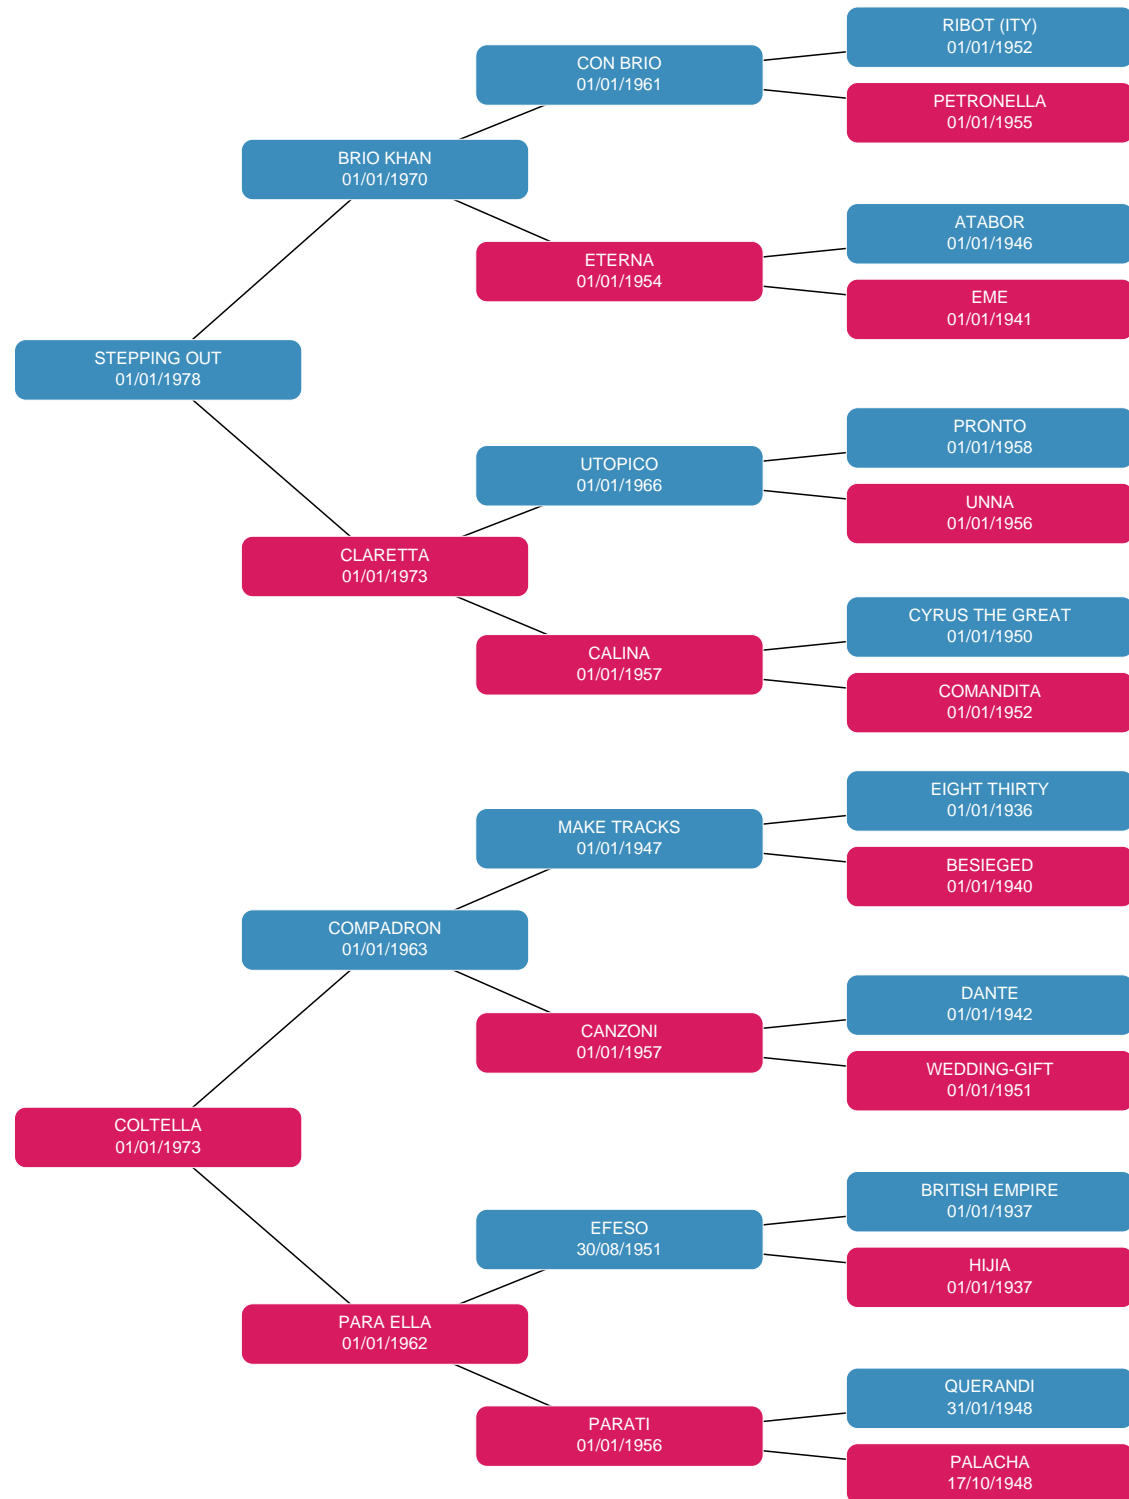 RIBOT (ITY)
01/01/1952
CON BRIO
01/01/1961
PETRONELLA
01/01/1955
BRIO KHAN
01/01/1970
ATABOR
01/01/1946
ETERNA
01/01/1954
EME
01/01/1941
STEPPING OUT
01/01/1978
PRONTO
01/01/1958
UTOPICO
01/01/1966
UNNA
01/01/1956
CLARETTA
01/01/1973
CYRUS THE GREAT
01/01/1950
CALINA
01/01/1957
COMANDITA
01/01/1952
EIGHT THIRTY
01/01/1936
MAKE TRACKS
01/01/1947
BESIEGED
01/01/1940
COMPADRON
01/01/1963
DANTE
01/01/1942
CANZONI
01/01/1957
WEDDING-GIFT
01/01/1951
COLTELLA
01/01/1973
BRITISH EMPIRE
01/01/1937
EFESO
30/08/1951
HIJIA
01/01/1937
PARA ELLA
01/01/1962
QUERANDI
31/01/1948
PARATI
01/01/1956
PALACHA
17/10/1948